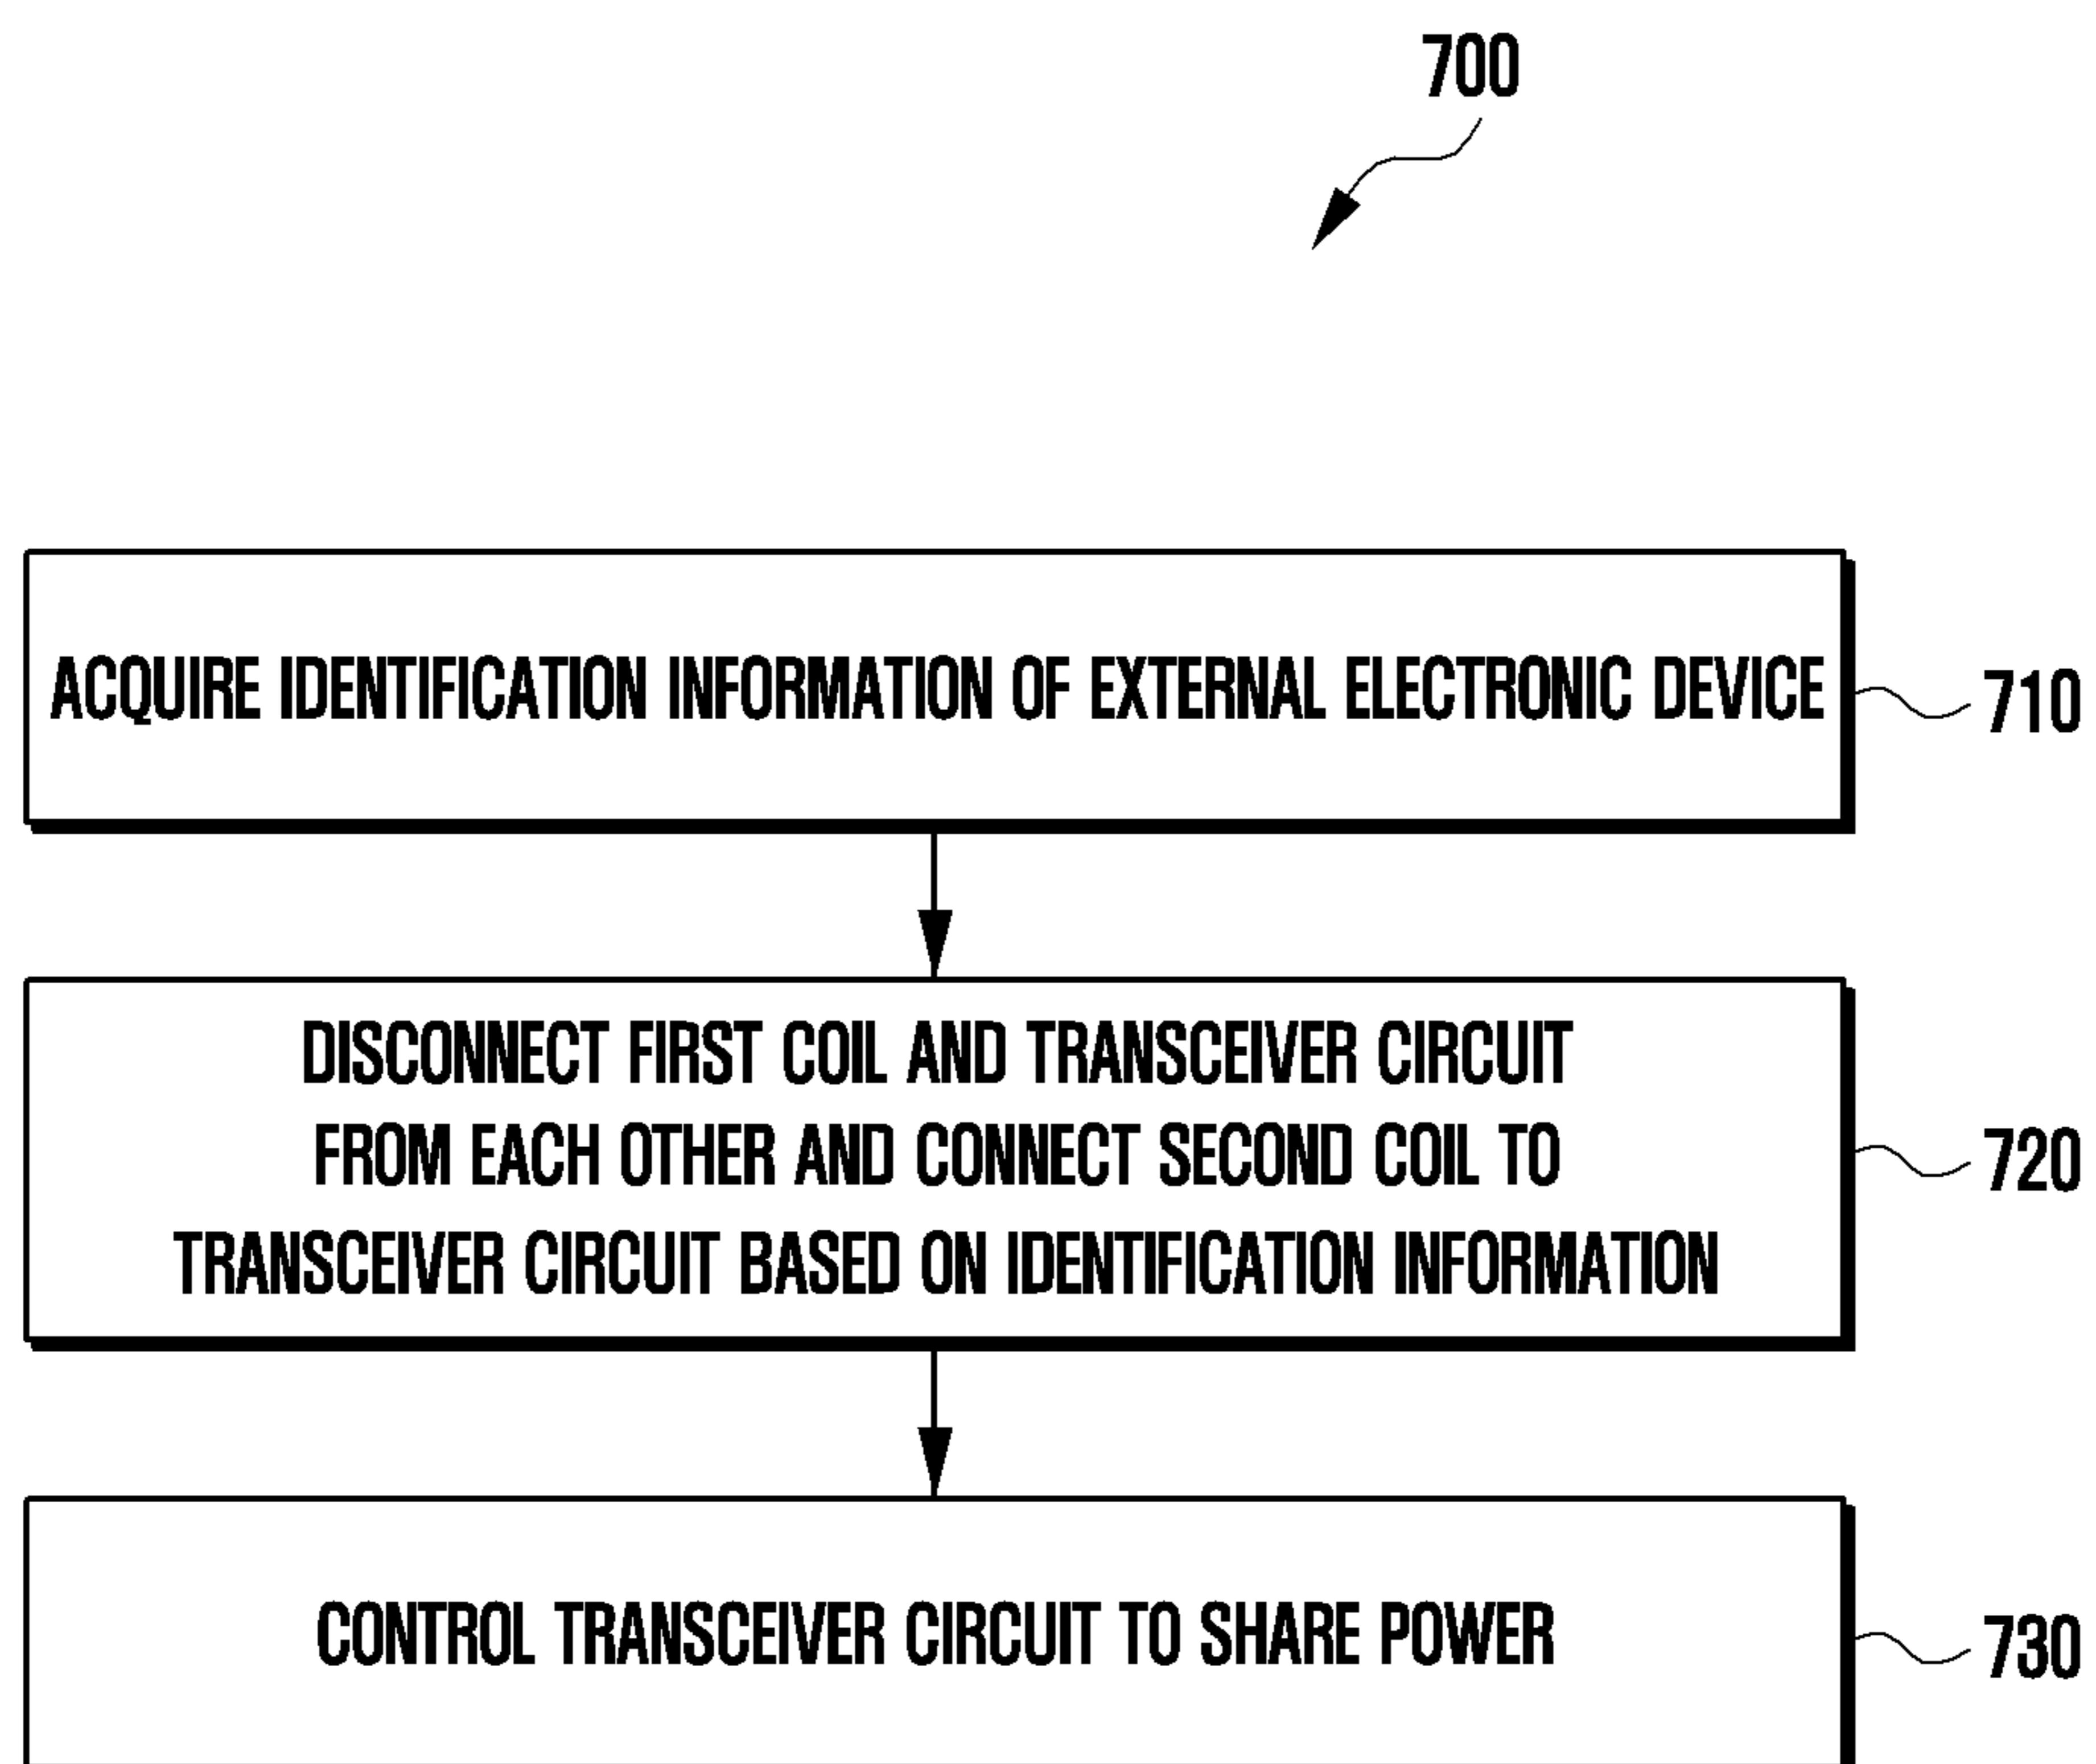 700
ACQUIRE IDENTIFICATION INFORMATION OF EXTERNAL ELECTRONIC DEVICE
710
DISCONNECT FIRST COIL AND TRANSCEIVER CIRCUIT
FROM EACH OTHER AND CONNECT SECOND COIL TO
TRANSCEIVER CIRCUIT BASED ON IDENTIFICATION INFORMATION
720
CONTROL TRANSCEIVER CIRCUIT TO SHARE POWER
730